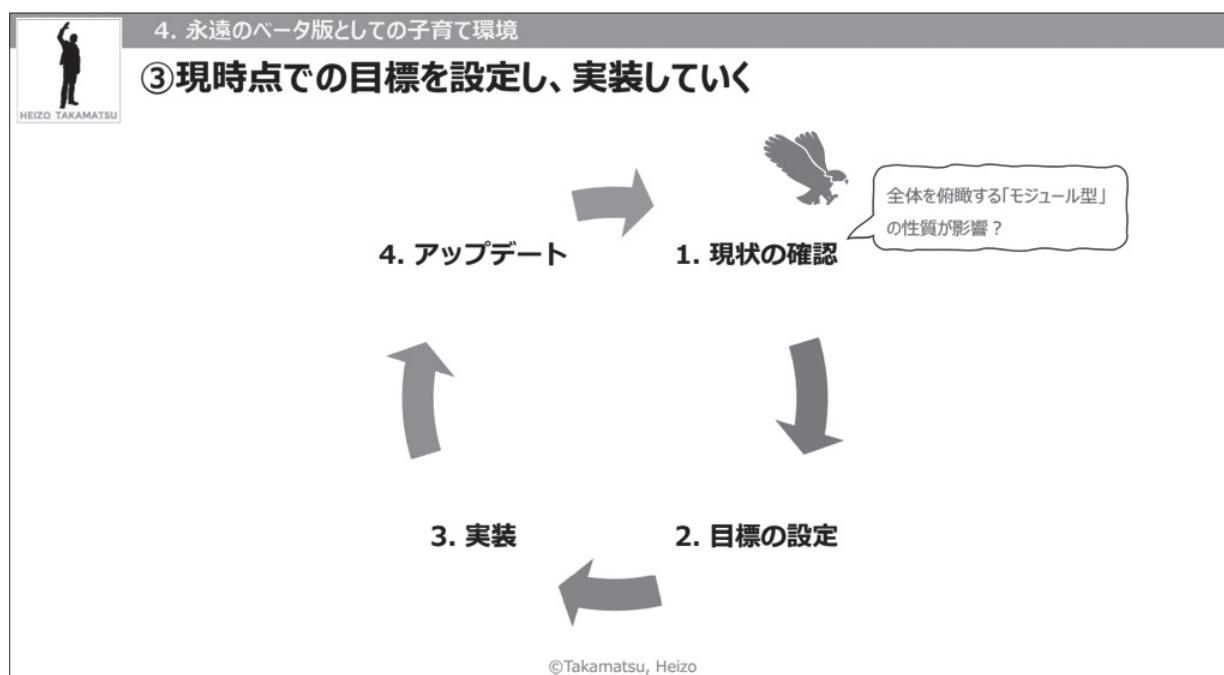 4. 永遠のベータ版としての子育て環境
HEIZO TAKAMATSU
③現時点での目標を設定し、実装していく
全体を俯瞰する「モジュール型」
の性質が影響？
4. アップデート
1. 現状の確認
3. 実装
2. 目標の設定
©Takamatsu, Heizo